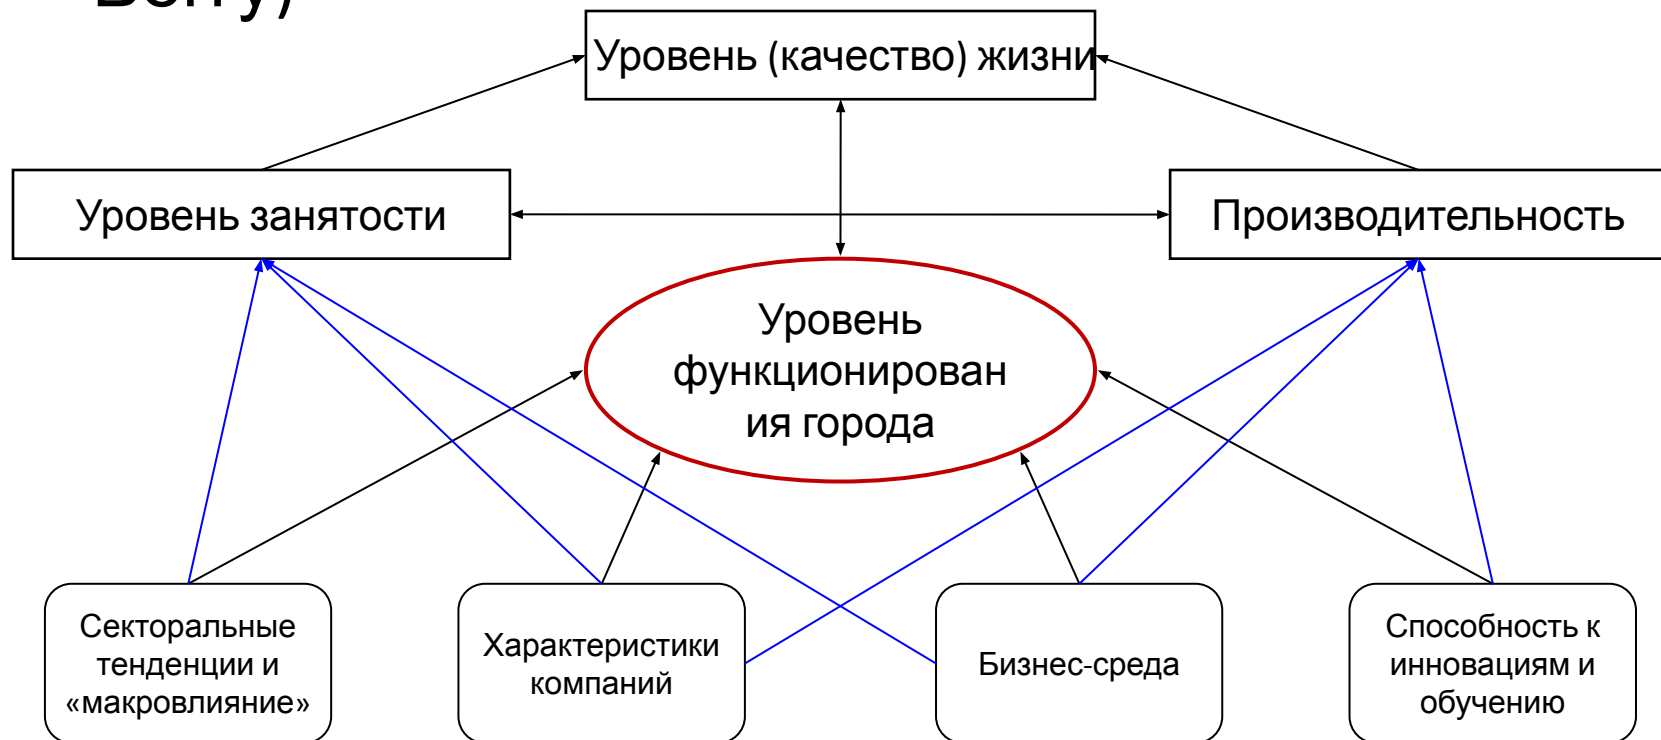 Berry)
Уровень (качество) жизни
Уровень занятости
Производительность
Уровень
функционирован
ия города
Секторальные
тенденции и
«макровлияние»
Характеристики
компаний
Бизнес-среда
Способность к
инновациям и
обучению